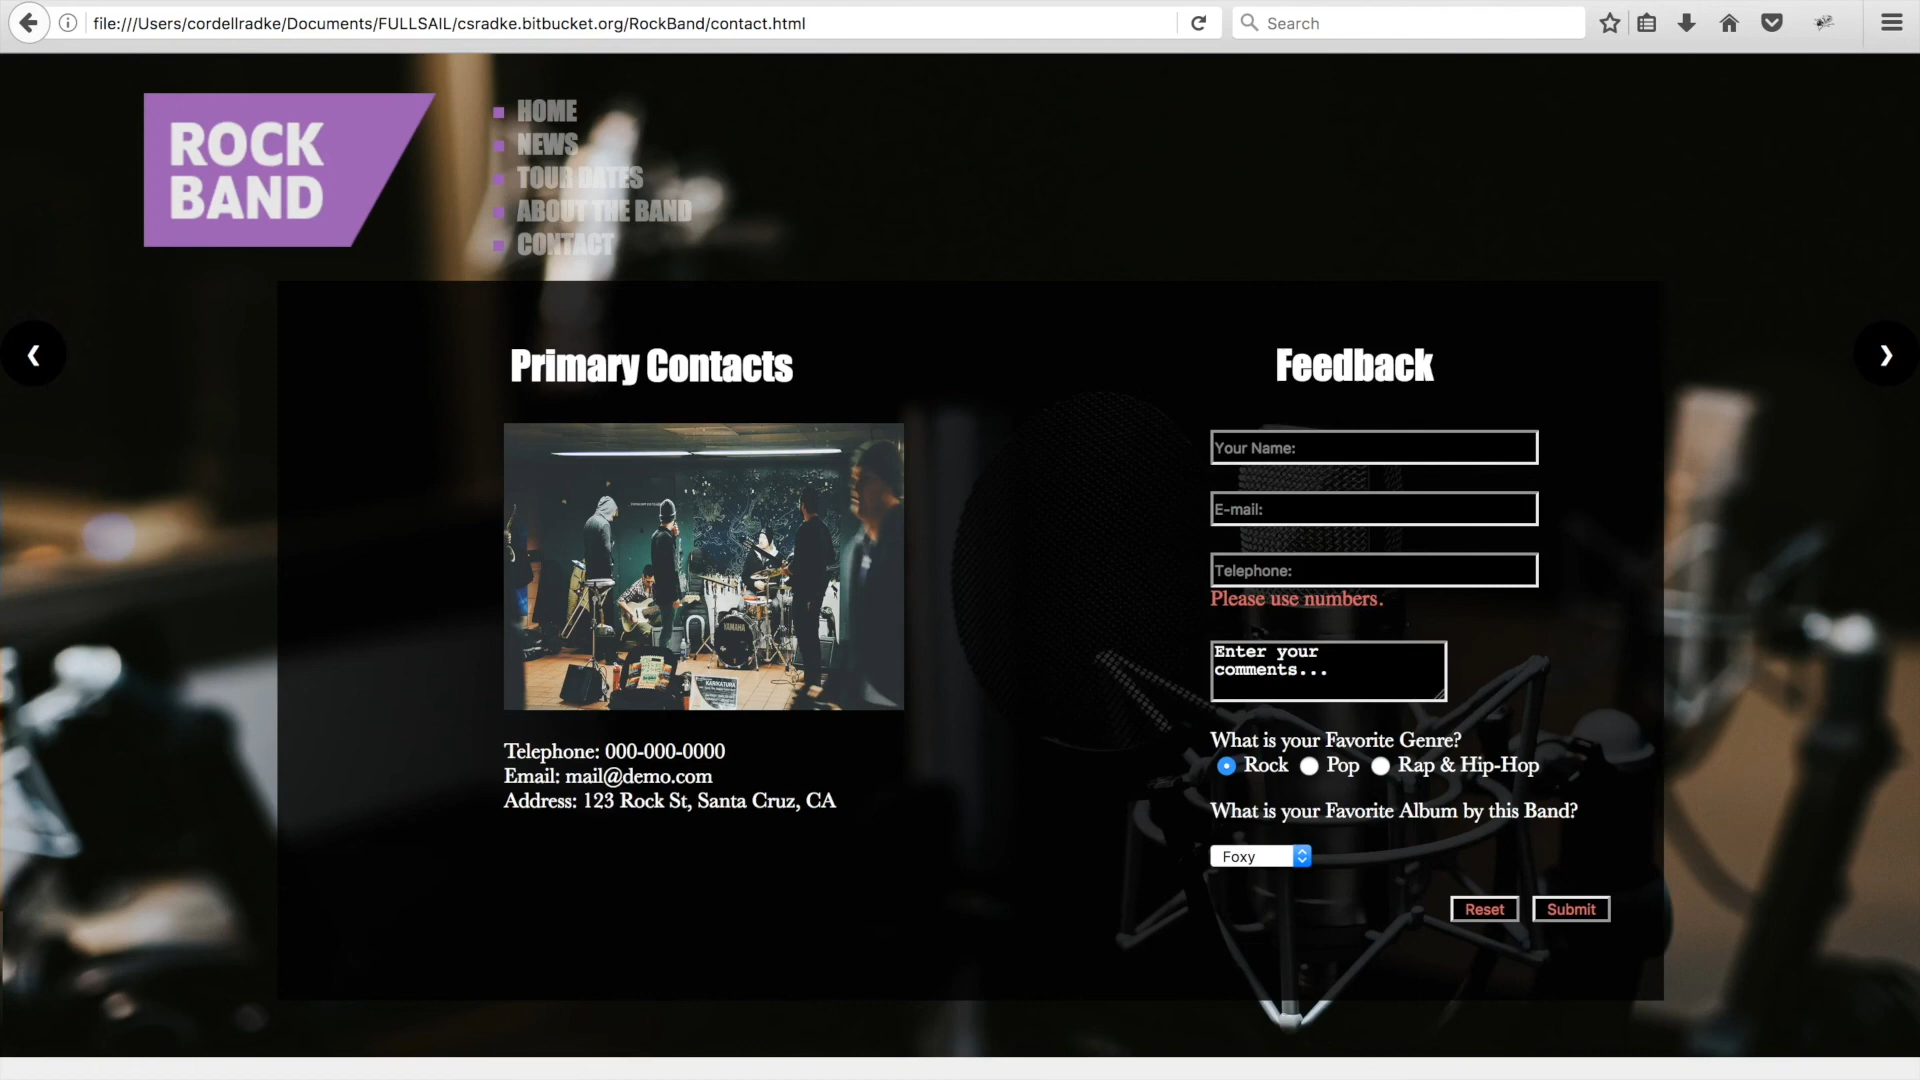 file:///Users/cordellradke/Documents/FULLSAIL/csradke.bitbucket.org/RockBand/contact.html
Search
ROCK
BAND
HOME
NEWS
TOUR DATES
ABOUT THE BAND
CONTACT
Primary Contacts
YAMAHA
KARIKATURA
Telephone: 000-000-0000
Email: mail@demo.com
Address: 123 Rock St, Santa Cruz, CA
Feedback
Your Name:
E-mail:
Telephone:
Please use numbers.
Enter your
comments...
What is your Favorite Genre?
Rock Pop Rap & Hip-Hop
What is your Favorite Album by this Band?
Foxy
Reset Submit